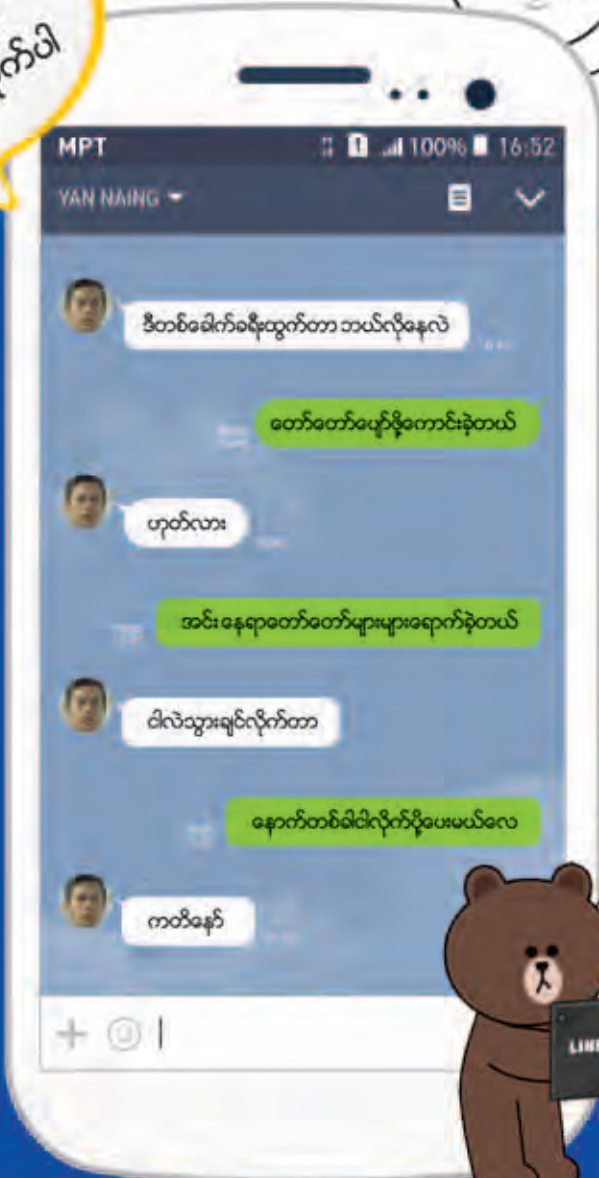 MPT 100% 16:52
YAN NAING
ဒီတစ်ခေါက်ခရီးထွက်တာ ဘယ်လိုနေလဲ
တော်တော်ပျော်ဖို့ကောင်းခဲ့တယ်
ဟုတ်လား
အင်း နေရာတော်တော်များများရောက်ခဲ့တယ်
ငါလဲသွားချင်လိုက်တာ
နောက်တစ်ခါငါလိုက်ပို့ပေးမယ်လေ
ကတိနော်